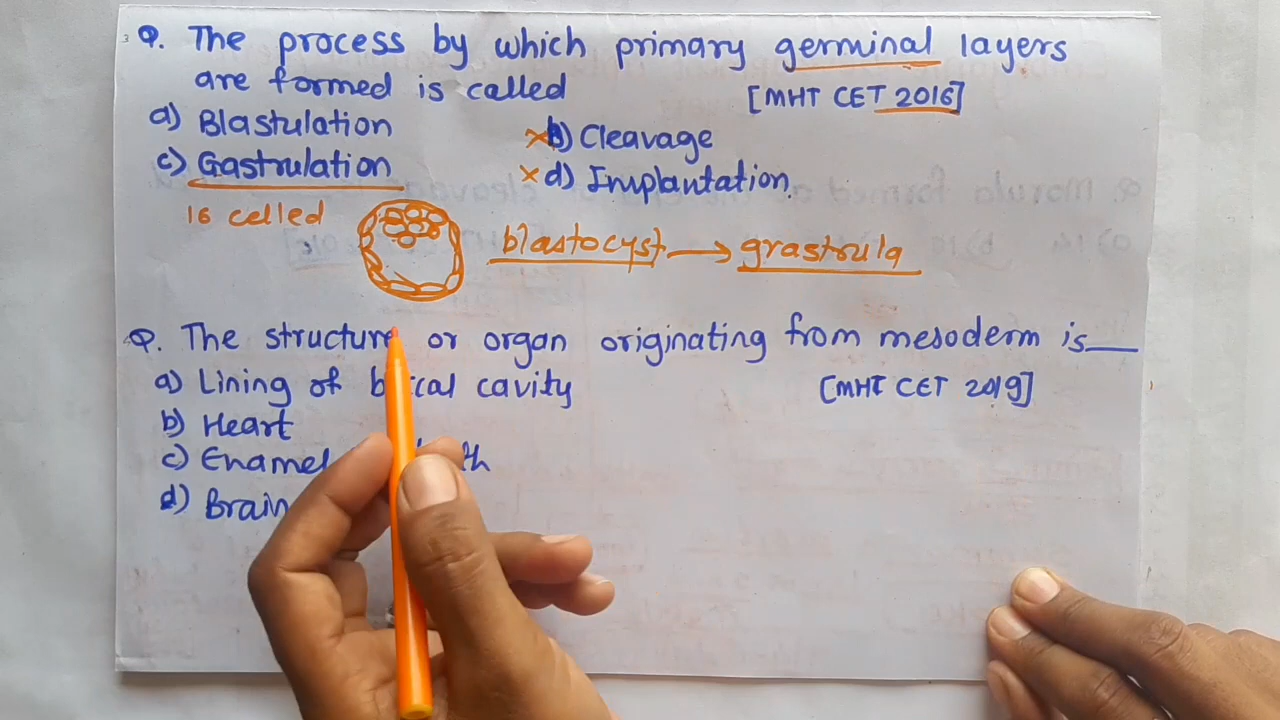 Q. The process by which primary germinal layers
are formed is called [MHT CET 2016]
a) Blastulation b) Cleavage
c) Gastrulation d) Implantation
16 celled blastocyst → grastrula
Q. The structure or organ originating from mesoderm is__
a) Lining of cavity [MHT CET 2019]
b) Heart
c) Enamel
d) Brain